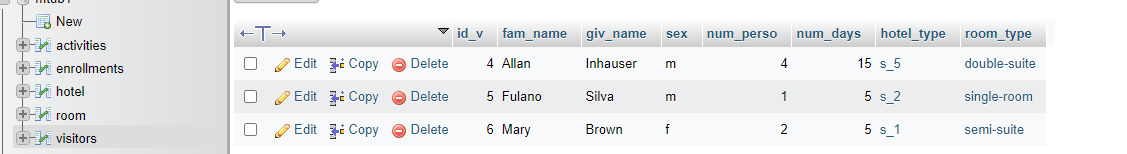 New
activities
enrollments
hotel
room
visitors
id_v fam_name giv_name sex num_perso num_days hotel_type room_type
Edit Copy Delete 4 Allan Inhauser m 4 15 s_5 double-suite
Edit Copy Delete 5 Fulano Silva m 1 5 s_2 single-room
Edit Copy Delete 6 Mary Brown f 2 5 s_1 semi-suite